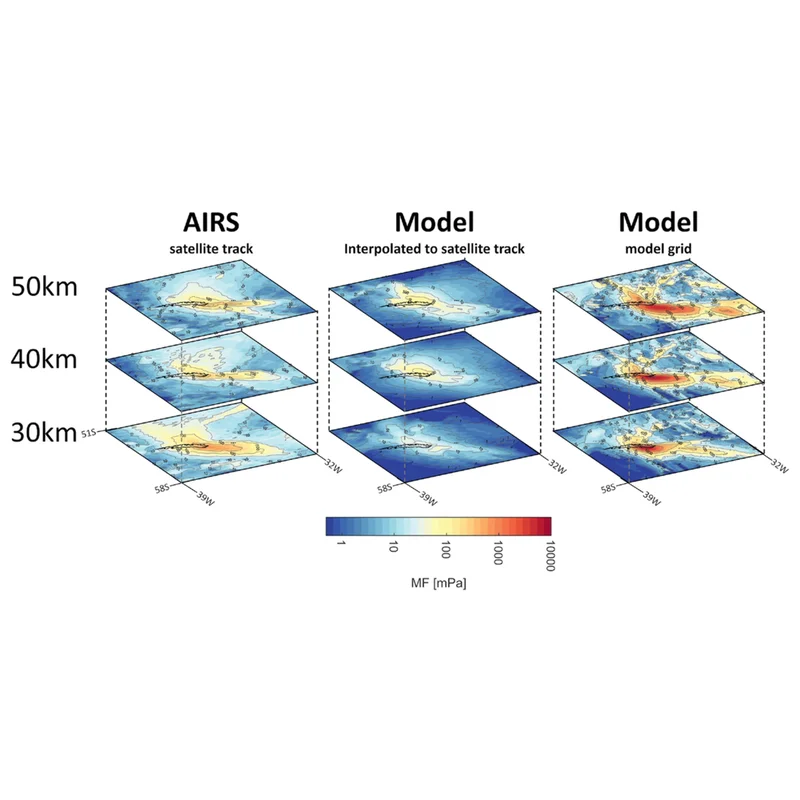 AIRS
satellite track
Model
Interpolated to satellite track
Model
model grid
50km
40km
30km
51S
58S
39W
32W
58S
39W
32W
58S
39W
32W
1
10
100
1000
10000
MF [mPa]